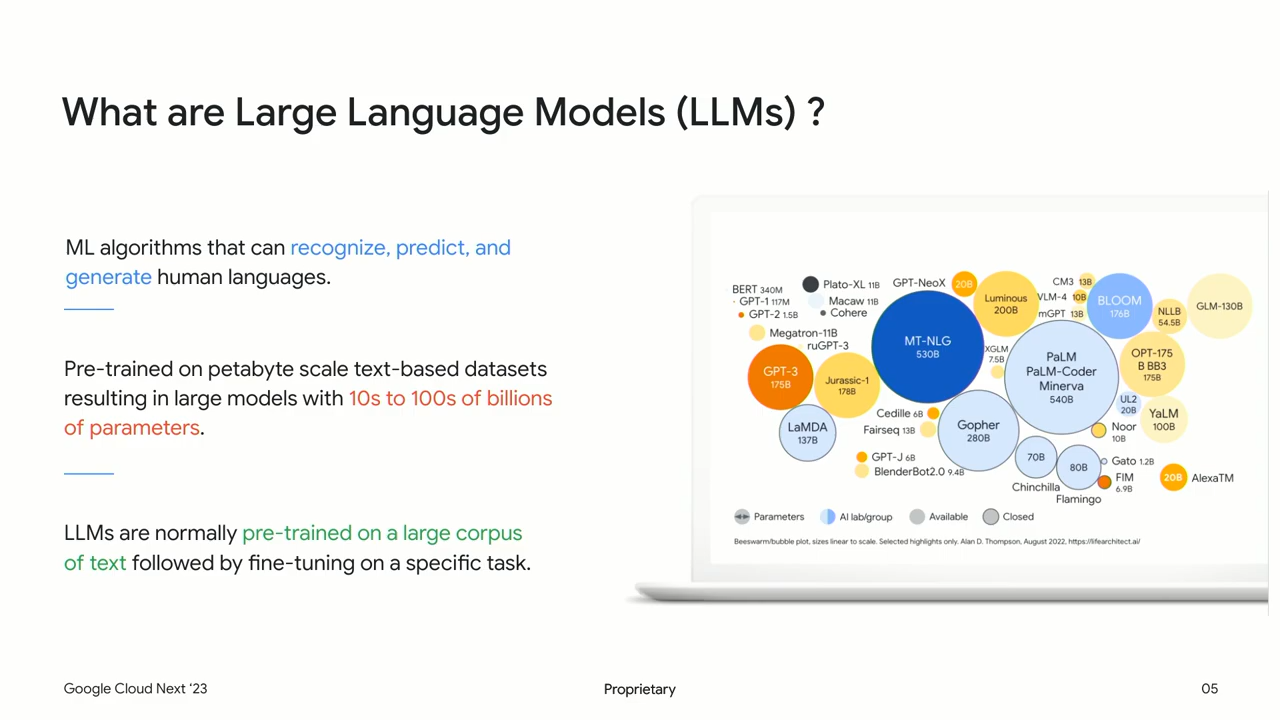 What are Large Language Models (LLMs) ?
ML algorithms that can recognize, predict, and
generate human languages.
Pre-trained on petabyte scale text-based datasets
resulting in large models with 10s to 100s of billions
of parameters.
LLMs are normally pre-trained on a large corpus
of text followed by fine-tuning on a specific task.
BERT 340M
GPT-1 117M
GPT-2 1.5B
Plato-XL 11B
Macaw 11B
Cohere
Megatron-11B
ruGPT-3
GPT-3
175B
Jurassic-1
178B
LaMDA
137B
GPT-NeoX
20B
MT-NLG
530B
Luminous
200B
CM3 13B
VLM-4 10B
mGPT 13B
BLOOM
176B
NLLB
54.5B
GLM-130B
XGLM
7.5B
PaLM
PaLM-Coder
Minerva
540B
OPT-175
B BB3
175B
UL2
20B
YaLM
100B
Cedille 6B
Fairseq 13B
Gopher
280B
Noor
10B
GPT-J 6B
BlenderBot2.0 9.4B
70B
Chinchilla
80B
Flamingo
Gato 1.2B
FIM
6.9B
20B
AlexaTM
Parameters
AI lab/group
Available
Closed
Beeswarm/bubble plot, sizes linear to scale. Selected highlights only. Alan D. Thompson, August 2022, https://lifearchitect.ai/
Google Cloud Next ‘23
Proprietary
05